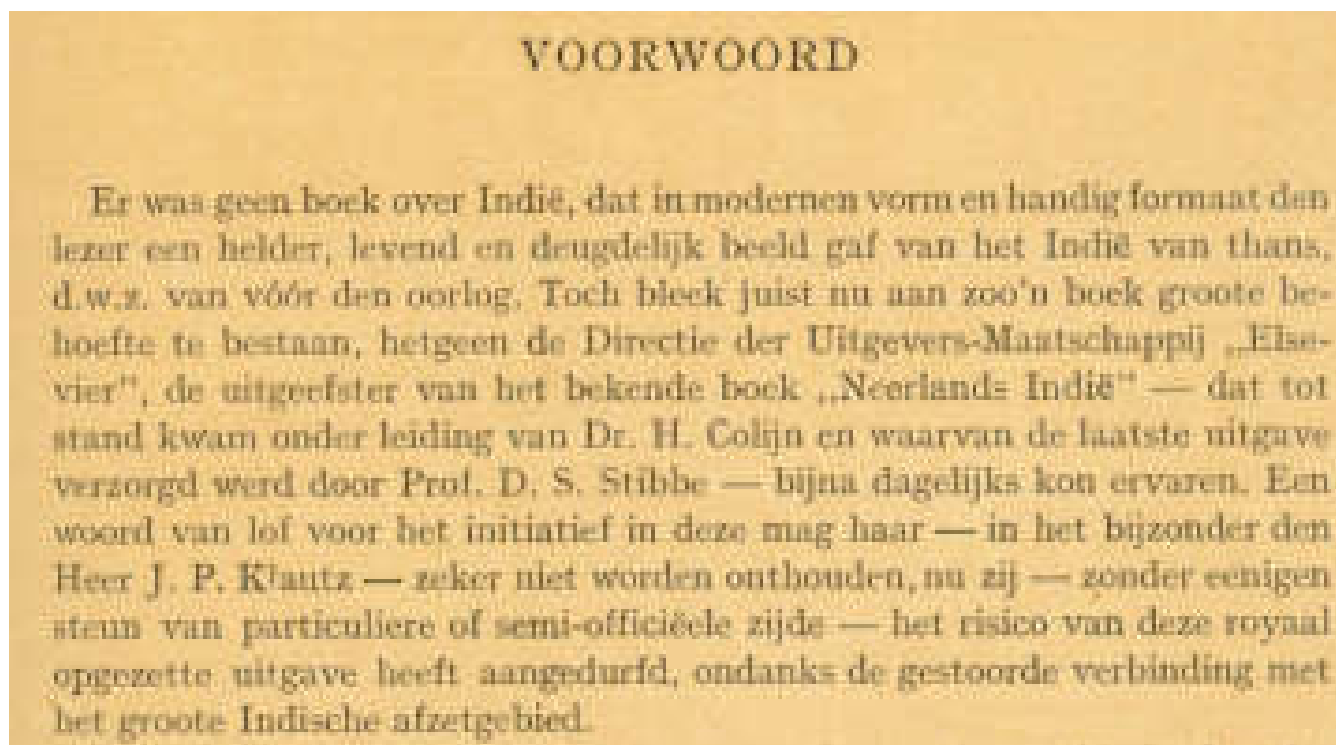 VOORWOORD
Er was geen boek over Indië, dat in modernen vorm en handig formaat den
lezer een helder, levend en deugdelijk beeld gaf van het Indië van thans,
d.w.z. van vóór den oorlog. Toch bleek juist nu aan zoo'n boek groote be-
hoefte te bestaan, hetgeen de Directie der Uitgevers-Maatschappij „Else-
vier", de uitgeefster van het bekende boek „Neerlands Indië" — dat tot
stand kwam onder leiding van Dr. H. Colijn en waarvan de laatste uitgave
verzorgd werd door Prof. D. S. Stibbe — bijna dagelijks kon ervaren. Een
woord van lof voor het initiatief in deze mag haar — in het bijzonder den
Heer J. P. Klautz — zeker niet worden onthouden, nu zij — zonder eenigen
steun van particuliere of semi-officiëele zijde — het risico van deze royaal
opgezette uitgave heeft aangedurfd, ondanks de gestoorde verbinding met
het groote Indische afzetgebied.